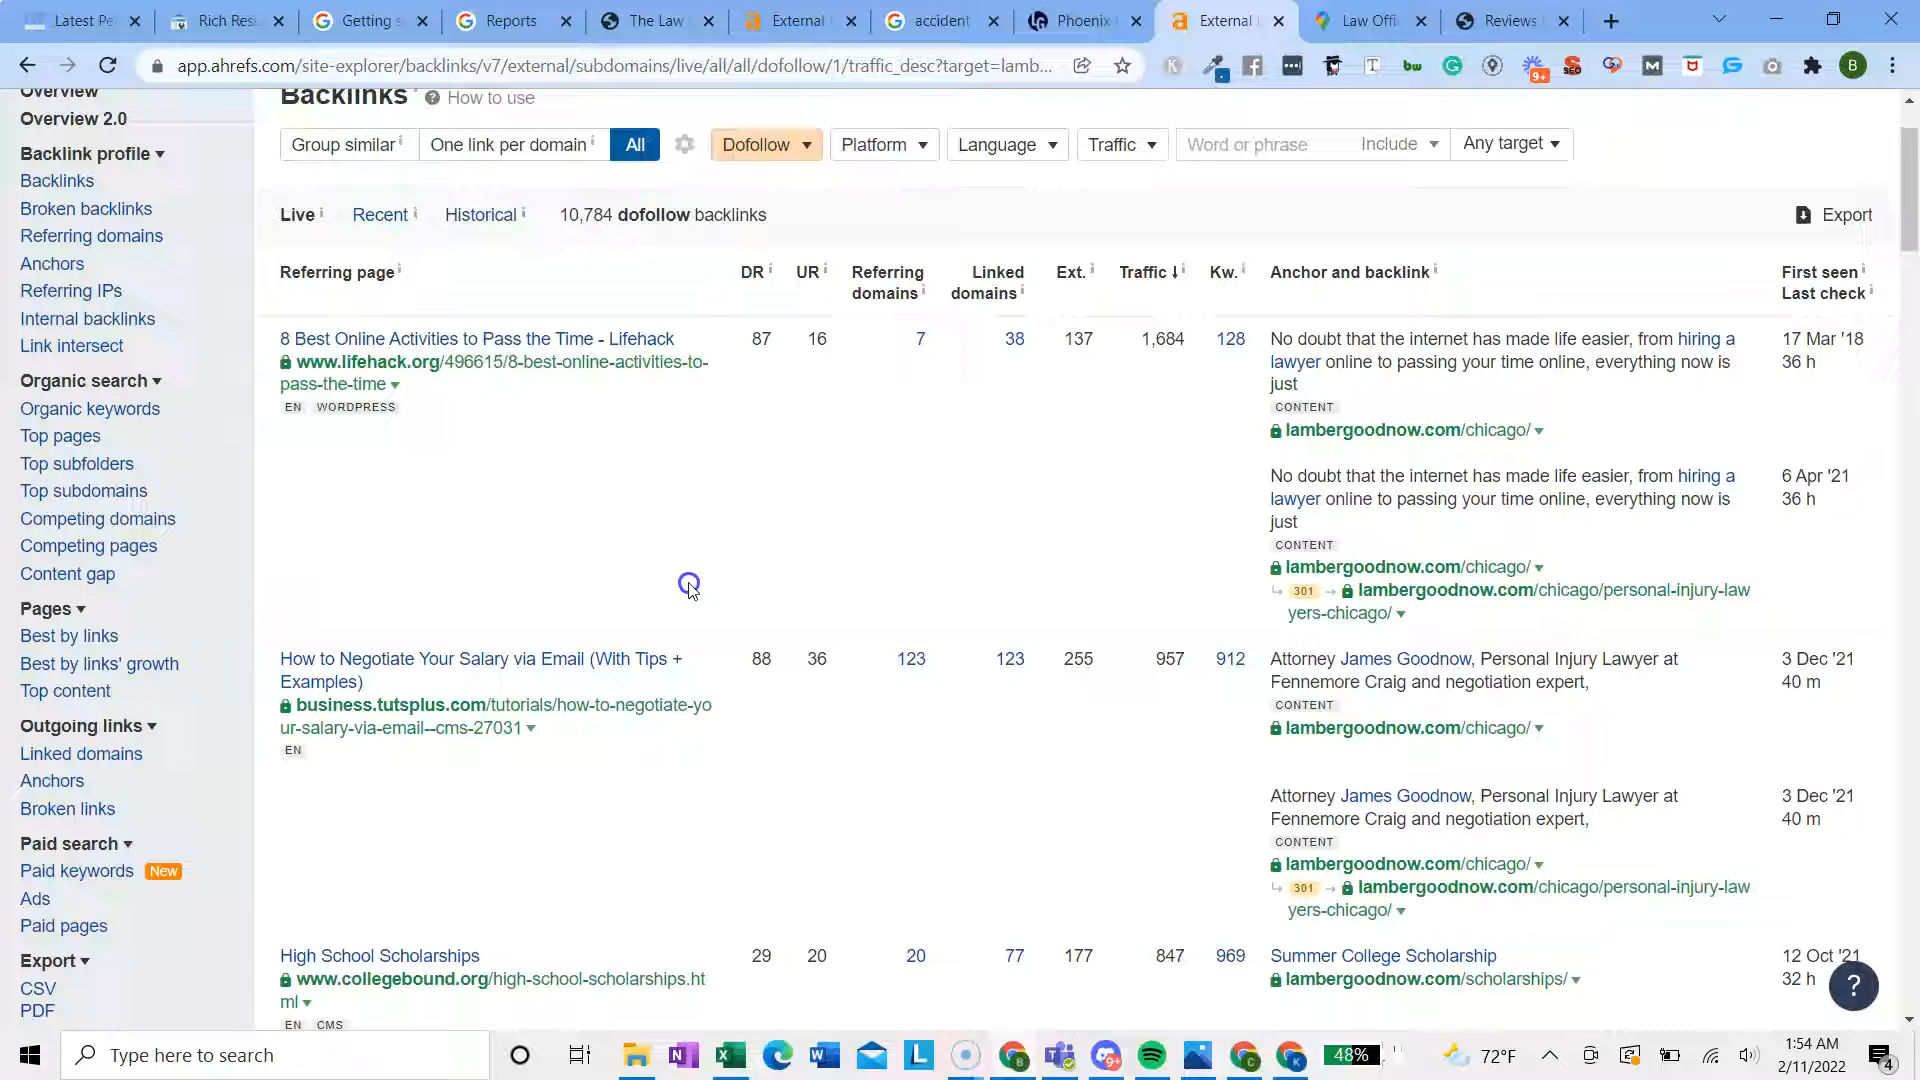 Latest Pe
Rich Resu
Getting s
Reports
The Law
External
accident
Phoenix
External
Law Offi
Reviews
app.ahrefs.com/site-explorer/backlinks/v7/external/subdomains/live/all/all/dofollow/1/traffic_desc?target=lamb...
9+
B
Overview
Overview 2.0
Backlink profile
Backlinks
Broken backlinks
Referring domains
Anchors
Referring IPs
Internal backlinks
Link intersect
Organic search
Organic keywords
Top pages
Top subfolders
Top subdomains
Competing domains
Competing pages
Content gap
Pages
Best by links
Best by links' growth
Top content
Outgoing links
Linked domains
Anchors
Broken links
Paid search
Paid keywords New
Ads
Paid pages
Export
CSV
PDF
Backlinks ? How to use
Group similar One link per domain All Dofollow Platform Language Traffic Word or phrase Include Any target
Live Recent Historical 10,784 dofollow backlinks Export
Referring page DR UR Referring domains Linked domains Ext. Traffic Kw. Anchor and backlink First seen Last check
8 Best Online Activities to Pass the Time - Lifehack 87 16 7 38 137 1,684 128
www.lifehack.org/496615/8-best-online-activities-to-
pass-the-time
EN WORDPRESS
No doubt that the internet has made life easier, from hiring a 17 Mar '18
lawyer online to passing your time online, everything now is 36 h
just
CONTENT
lambergoodnow.com/chicago/
No doubt that the internet has made life easier, from hiring a 6 Apr '21
lawyer online to passing your time online, everything now is 36 h
just
CONTENT
lambergoodnow.com/chicago/
301 lambergoodnow.com/chicago/personal-injury-law
yers-chicago/
How to Negotiate Your Salary via Email (With Tips + 88 36 123 123 255 957 912
Examples)
business.tutsplus.com/tutorials/how-to-negotiate-yo
ur-salary-via-email--cms-27031
EN
Attorney James Goodnow, Personal Injury Lawyer at 3 Dec '21
Fennemore Craig and negotiation expert, 40 m
CONTENT
lambergoodnow.com/chicago/
Attorney James Goodnow, Personal Injury Lawyer at 3 Dec '21
Fennemore Craig and negotiation expert, 40 m
CONTENT
lambergoodnow.com/chicago/
301 lambergoodnow.com/chicago/personal-injury-law
yers-chicago/
High School Scholarships 29 20 20 77 177 847 969 Summer College Scholarship 12 Oct '21
www.collegebound.org/high-school-scholarships.ht lambergoodnow.com/scholarships/ 32 h
ml
EN CMS
?
Type here to search
48%
72°F
1:54 AM
2/11/2022
4